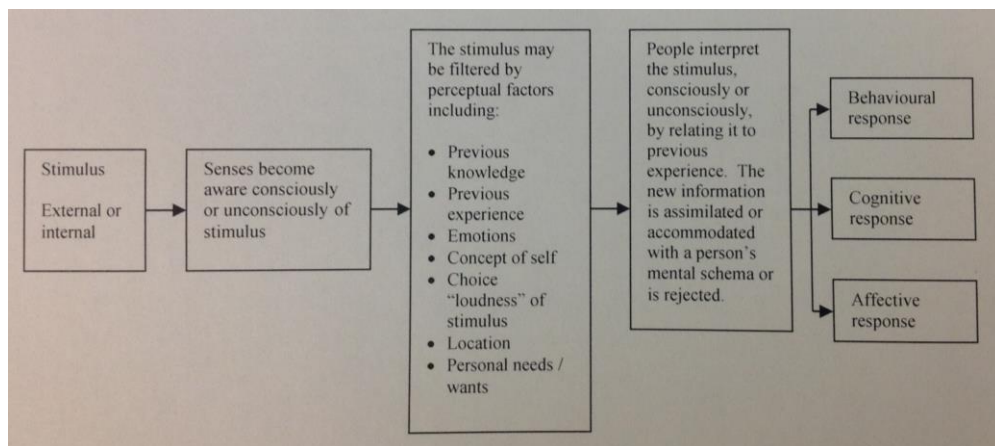 Stimulus
External or
internal
Senses become
aware consciously
or unconsciously of
stimulus
The stimulus may
be filtered by
perceptual factors
including:
• Previous
knowledge
• Previous
experience
• Emotions
• Concept of self
• Choice
"loudness" of
stimulus
• Location
• Personal needs /
wants
People interpret
the stimulus,
consciously or
unconsciously,
by relating it to
previous
experience. The
new information
is assimilated or
accommodated
with a person's
mental schema or
is rejected.
Behavioural
response
Cognitive
response
Affective
response